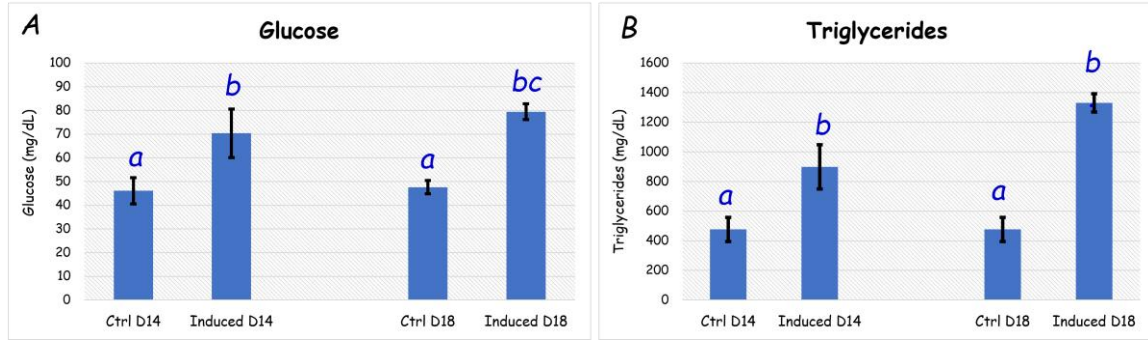 A
Glucose
Glucose (mg/dL)
100
90
80
70
60
50
40
30
20
10
0
a
b
a
bc
Ctrl D14
Induced D14
Ctrl D18
Induced D18
B
Triglycerides
Triglycerides (mg/dL)
1600
1400
1200
1000
800
600
400
200
0
a
b
a
b
Ctrl D14
Induced D14
Ctrl D18
Induced D18